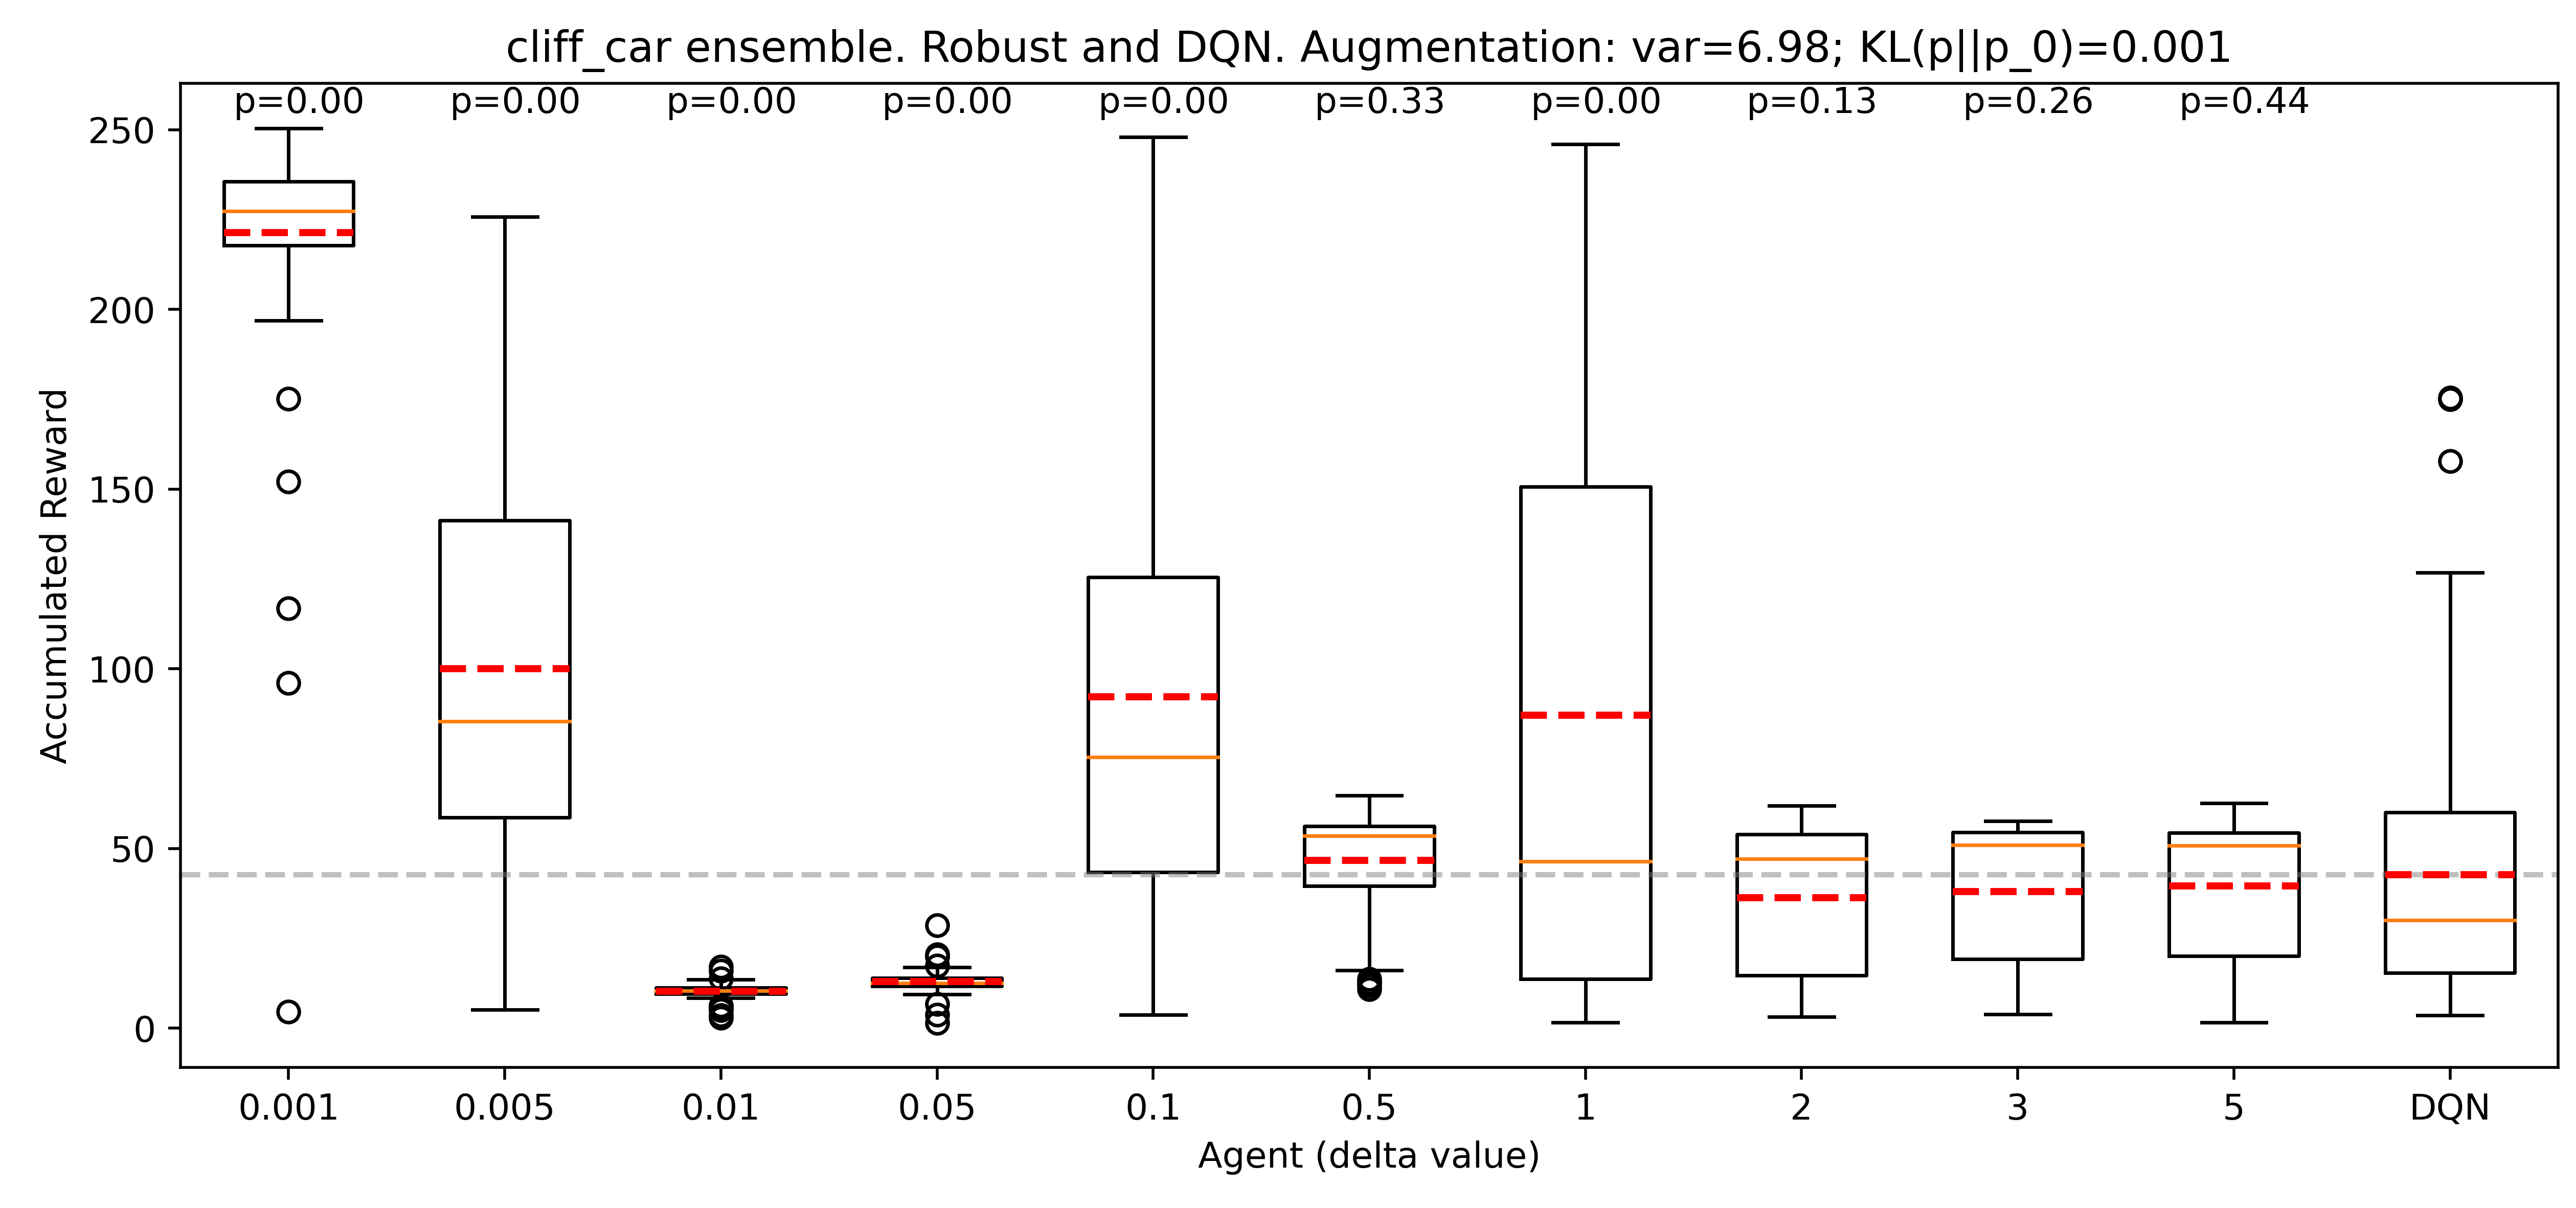 cliff_car ensemble. Robust and DQN. Augmentation: var=6.98; KL(p||p_0)=0.001
p=0.00 p=0.00 p=0.00 p=0.00 p=0.00 p=0.33 p=0.00 p=0.13 p=0.26 p=0.44
250
200
150
100
50
0
Accumulated Reward
0.001 0.005 0.01 0.05 0.1 0.5 1 2 3 5 DQN
Agent (delta value)